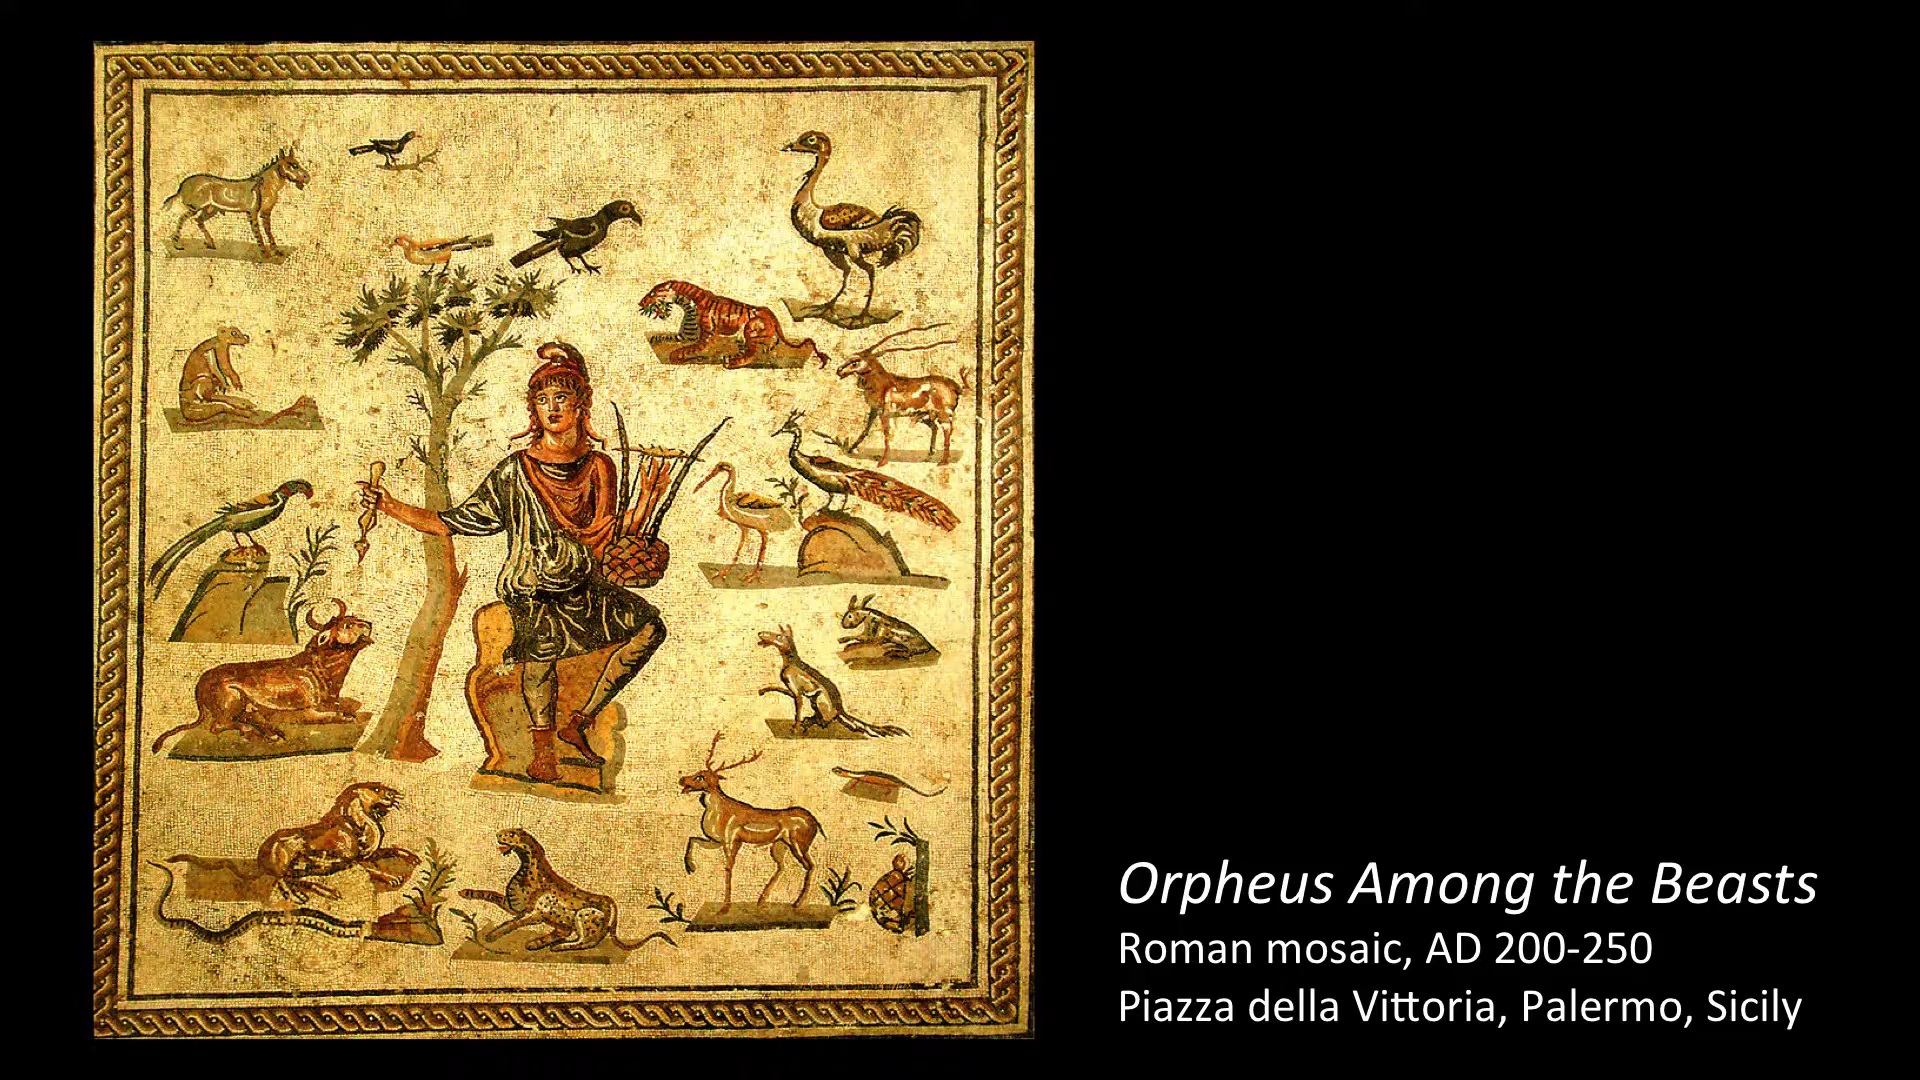 Orpheus Among the Beasts
Roman mosaic, AD 200-250
Piazza della Vittoria, Palermo, Sicily